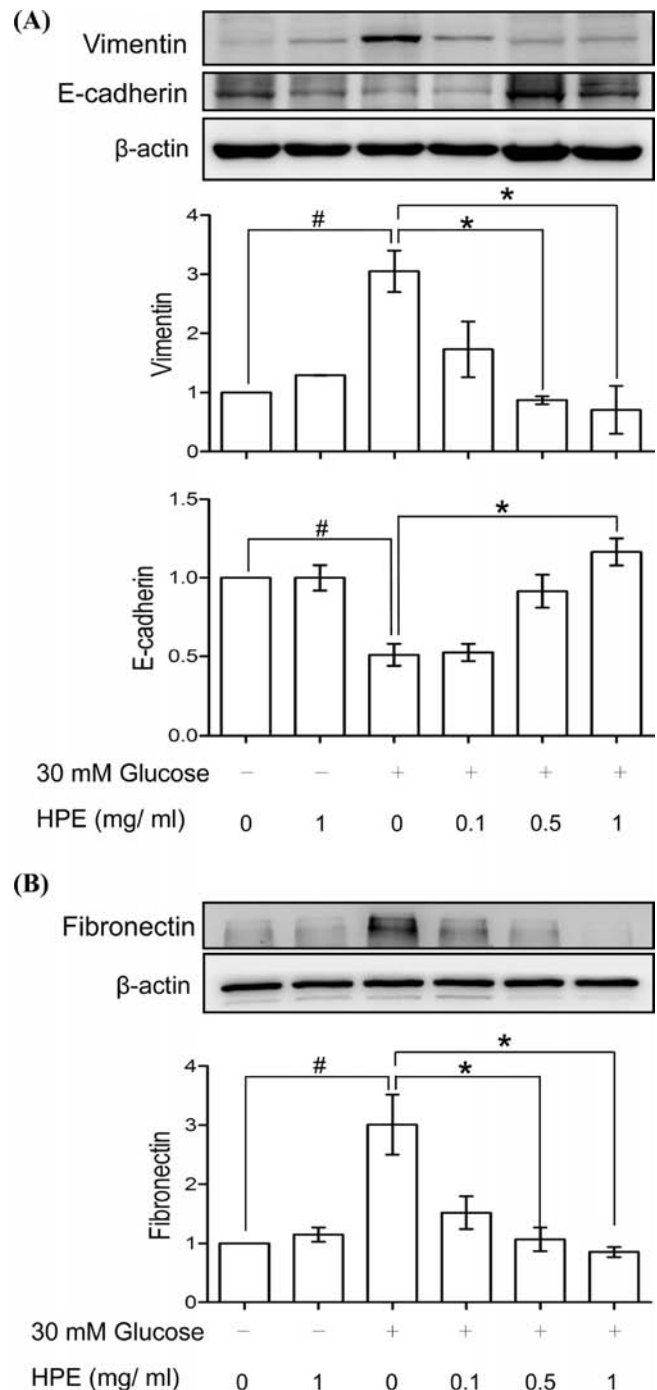 (A)
Vimentin
E-cadherin
β-actin
*
#
*
4
3
2
1
0
Vimentin
*
#
1.5
1.0
0.5
0.0
E-cadherin
30 mM Glucose − − + + + +
HPE (mg/ ml) 0 1 0 0.1 0.5 1
(B)
Fibronectin
β-actin
*
#
*
4
3
2
1
0
Fibronectin
30 mM Glucose − − + + + +
HPE (mg/ ml) 0 1 0 0.1 0.5 1